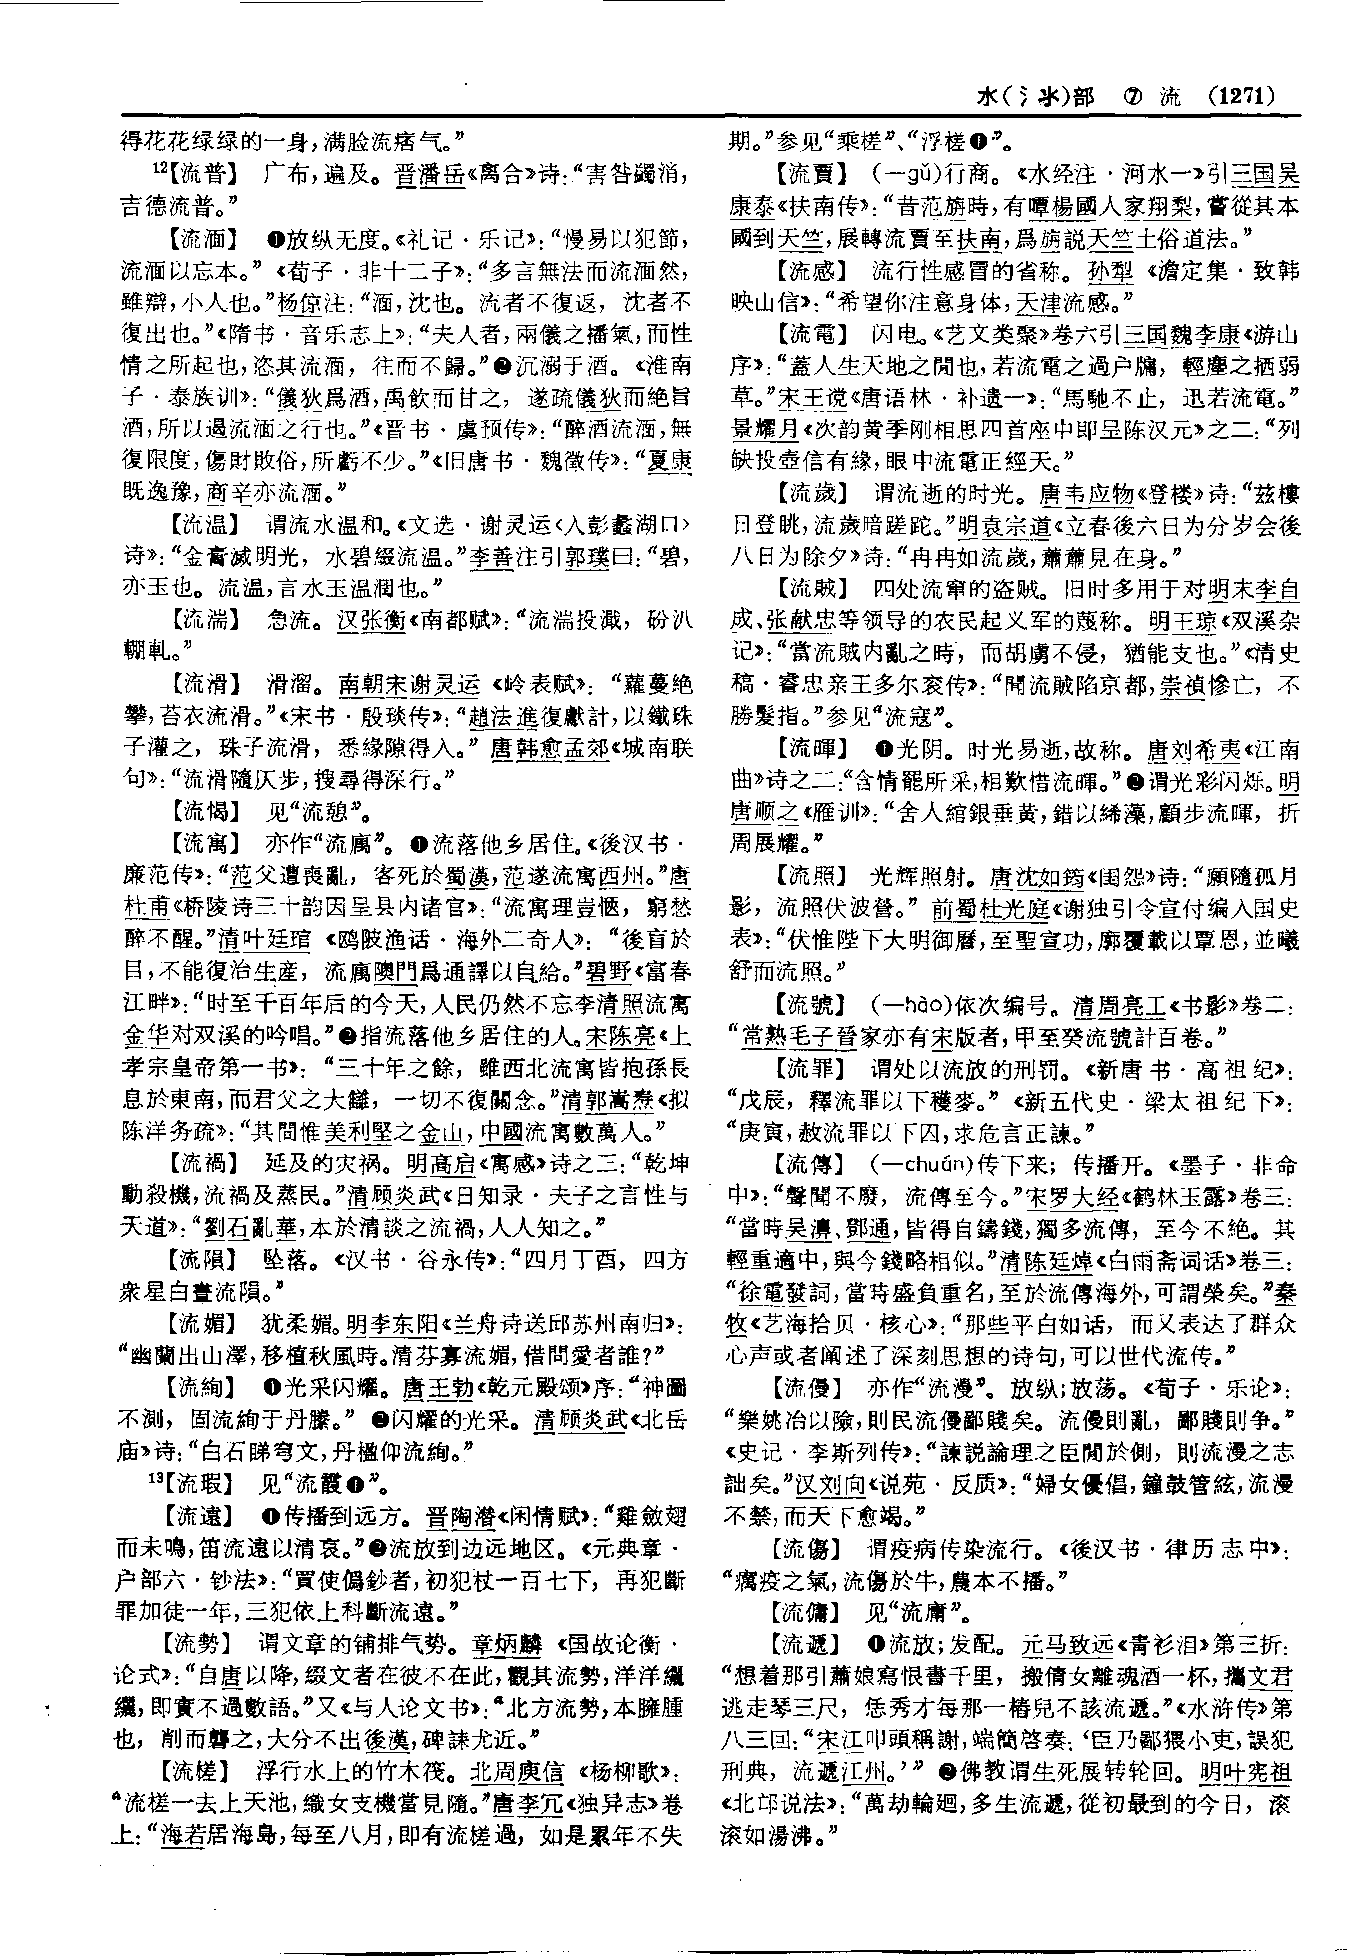 水(氵氺)部 ⑦ 流 (1271)
得花花绿绿的一身,满脸流痞气。”
12【流普】 广布,遍及。晋潘岳《离合》诗:“害咎蠲消,
吉德流普。”
【流湎】 ❶放纵无度。《礼记·乐记》:“慢易以犯節,
流湎以忘本。”《荀子·非十二子》:“多言無法而流湎然,
雖辯,小人也。”杨倞注:“湎,沈也。流者不復返,沈者不
復出也。”《隋书·音乐志上》:“夫人者,兩儀之播氣,而性
情之所起也,恣其流湎,往而不歸。”❷沉溺于酒。《淮南
子·泰族训》:“儀狄爲酒,禹飲而甘之,遂疏儀狄而絶旨
酒,所以遏流湎之行也。”《晋书·虞预传》:“醉酒流湎,無
復限度,傷財敗俗,所虧不少。”《旧唐书·魏徵传》:“夏康
既逸豫,商辛亦流湎。”
【流温】 谓流水温和。《文选·谢灵运〈入彭蠡湖口〉
诗》:“金膏滅明光,水碧綴流温。”李善注引郭璞曰:“碧,
亦玉也。流温,言水玉温潤也。”
【流湍】 急流。汉张衡《南都赋》:“流湍投濈,砏汃
輣軋。”
【流滑】 滑溜。南朝宋谢灵运《岭表赋》:“蘿蔓絶
攀,苔衣流滑。”《宋书·殷琰传》:“趙法進復獻計,以鐵珠
子灌之,珠子流滑,悉緣隙得入。”唐韩愈孟郊《城南联
句》:“流滑隨仄步,搜尋得深行。”
【流愒】 见“流憩”。
【流寓】 亦作“流庽”。❶流落他乡居住。《後汉书·
廉范传》:“范父遭喪亂,客死於蜀漢,范遂流寓西州。”唐
杜甫《桥陵诗三十韵因呈县内诸官》:“流寓理豈愜,窮愁
醉不醒。”清叶廷琯《鸥陂渔话·海外二奇人》:“後盲於
目,不能復治生産,流庽澳門爲通譯以自給。”碧野《富春
江畔》:“时至千百年后的今天,人民仍然不忘李清照流寓
金华对双溪的吟唱。”❷指流落他乡居住的人。宋陈亮《上
孝宗皇帝第一书》:“三十年之餘,雖西北流寓皆抱孫長
息於東南,而君父之大讎,一切不復關念。”清郭嵩焘《拟
陈洋务疏》:“其間惟美利堅之金山,中國流寓數萬人。”
【流禍】 延及的灾祸。明高启《寓感》诗之三:“乾坤
動殺機,流禍及蒸民。”清顾炎武《日知录·夫子之言性与
天道》:“劉石亂華,本於清談之流禍,人人知之。”
【流隕】 坠落。《汉书·谷永传》:“四月丁酉,四方
衆星白晝流隕。”
【流媚】 犹柔媚。明李东阳《兰舟诗送邱苏州南归》:
“幽蘭出山澤,移植秋風時。清芬寡流媚,借問愛者誰?”
【流絢】 ❶光采闪耀。唐王勃《乾元殿颂》序:“神圖
不測,固流絢于丹縢。” ❷闪耀的光采。清顾炎武《北岳
庙》诗:“白石睇穹文,丹楹仰流絢。”
13【流瑕】 见“流霞❶”。
【流遠】 ❶传播到远方。晋陶潜《闲情赋》:“雞斂翅
而未鳴,笛流遠以清哀。”❷流放到边远地区。《元典章·
户部六·钞法》:“買使僞鈔者,初犯杖一百七下,再犯斷
罪加徒一年,三犯依上科斷流遠。”
【流勢】 谓文章的铺排气势。章炳麟《国故论衡·
论式》:“自唐以降,綴文者在彼不在此,觀其流勢,洋洋纚
纚,即實不過數語。”又《与人论文书》:“北方流勢,本臃腫
也,削而礱之,大分不出後漢,碑誄尤近。”
【流槎】 浮行水上的竹木筏。北周庾信《杨柳歌》:
“流槎一去上天池,織女支機當見隨。”唐李冗《独异志》卷
上:“海若居海島,每至八月,即有流槎過,如是累年不失
期。”参见“乘槎”、“浮槎❶”。
【流賈】 (—gǔ)行商。《水经注·河水一》引三国吴
康泰《扶南传》:“昔范旃時,有嘾楊國人家翔梨,嘗從其本
國到天竺,展轉流賈至扶南,爲旃説天竺土俗道法。”
【流感】 流行性感冒的省称。孙犁《澹定集·致韩
映山信》:“希望你注意身体,天津流感。”
【流電】 闪电。《艺文类聚》卷六引三国魏李康《游山
序》:“蓋人生天地之間也,若流電之過户牖,輕塵之栖弱
草。”宋王谠《唐语林·补遗一》:“馬馳不止,迅若流電。”
景耀月《次韵黄季刚相思四首座中即呈陈汉元》之二:“列
缺投壺信有緣,眼中流電正經天。”
【流歲】 谓流逝的时光。唐韦应物《登楼》诗:“兹樓
日登眺,流歲暗蹉跎。”明袁宗道《立春後六日为分岁会後
八日为除夕》诗:“冉冉如流歲,蕭蕭見在身。”
【流賊】 四处流窜的盗贼。旧时多用于对明末李自
成、张献忠等领导的农民起义军的蔑称。明王琼《双溪杂
记》:“當流賊内亂之時,而胡虜不侵,猶能支也。”《清史
稿·睿忠亲王多尔衮传》:“聞流賊陷京都,崇禎慘亡,不
勝髮指。”参见“流寇”。
【流暉】 ❶光阴。时光易逝,故称。唐刘希夷《江南
曲》诗之二:“含情罷所采,相歎惜流暉。”❷谓光彩闪烁。明
唐顺之《雁训》:“舍人綰銀垂黄,錯以絺藻,顧步流暉,折
周展耀。”
【流照】 光辉照射。唐沈如筠《闺怨》诗:“願隨孤月
影,流照伏波營。” 前蜀杜光庭《谢独引令宣付编入国史
表》:“伏惟陛下大明御曆,至聖宣功,廓覆載以覃恩,並曦
舒而流照。”
【流號】 (—hào)依次编号。清周亮工《书影》卷二:
“常熟毛子晉家亦有宋版者,甲至癸流號計百卷。”
【流罪】 谓处以流放的刑罚。《新唐书·高祖纪》:
“戊辰,釋流罪以下穫麥。”《新五代史·梁太祖纪下》:
“庚寅,赦流罪以下囚,求危言正諫。”
【流傳】 (—chuán)传下来;传播开。《墨子·非命
中》:“聲聞不廢,流傳至今。”宋罗大经《鹤林玉露》卷三:
“當時吴濞、鄧通,皆得自鑄錢,獨多流傳,至今不絶。其
輕重適中,與今錢略相似。”清陈廷焯《白雨斋词话》卷三:
“徐電發詞,當時盛負重名,至於流傳海外,可謂榮矣。”秦
牧《艺海拾贝·核心》:“那些平白如话,而又表达了群众
心声或者阐述了深刻思想的诗句,可以世代流传。”
【流僈】 亦作“流漫”。放纵;放荡。《荀子·乐论》:
“樂姚冶以險,則民流僈鄙賤矣。流僈則亂,鄙賤則争。”
《史记·李斯列传》:“諫説論理之臣間於側,則流漫之志
詘矣。”汉刘向《说苑·反质》:“婦女優倡,鐘鼓管絃,流漫
不禁,而天下愈竭。”
【流傷】 谓疫病传染流行。《後汉书·律历志中》:
“癘疫之氣,流傷於牛,農本不播。”
【流傭】 见“流庸”。
【流遞】 ❶流放;发配。元马致远《青衫泪》第三折:
“想着那引蕭娘寫恨書千里,搬倩女離魂酒一杯,攜文君
逃走琴三尺,恁秀才每那一樁兒不該流遞。”《水浒传》第
八三回:“宋江叩頭稱謝,端簡啓奏:‘臣乃鄙猥小吏,誤犯
刑典,流遞江州。’” ❷佛教谓生死展转轮回。明叶宪祖
《北邙说法》:“萬劫輪迴,多生流遞,從初最到的今日,滚
滚如湯沸。”